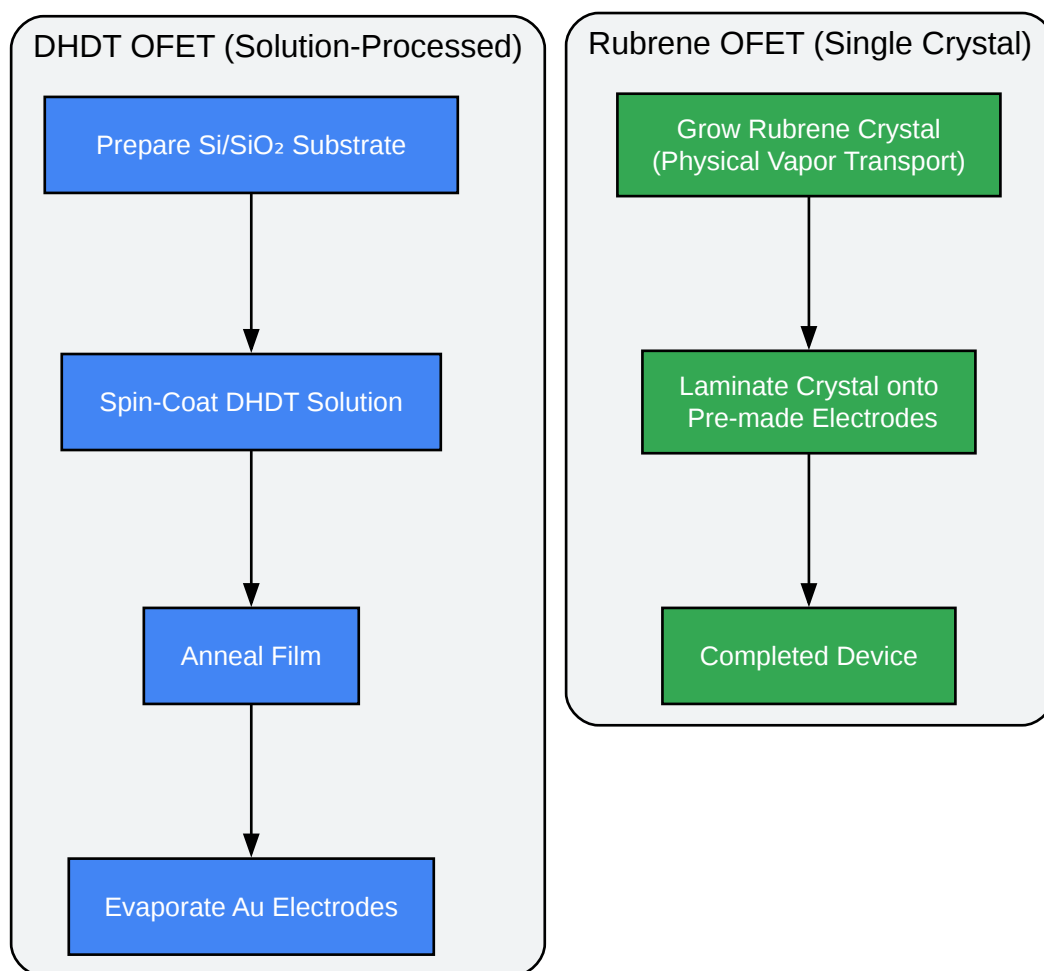 DHDT OFET (Solution-Processed)
Prepare Si/SiO₂ Substrate
Spin-Coat DHDT Solution
Anneal Film
Evaporate Au Electrodes
Rubrene OFET (Single Crystal)
Grow Rubrene Crystal
(Physical Vapor Transport)
Laminate Crystal onto
Pre-made Electrodes
Completed Device